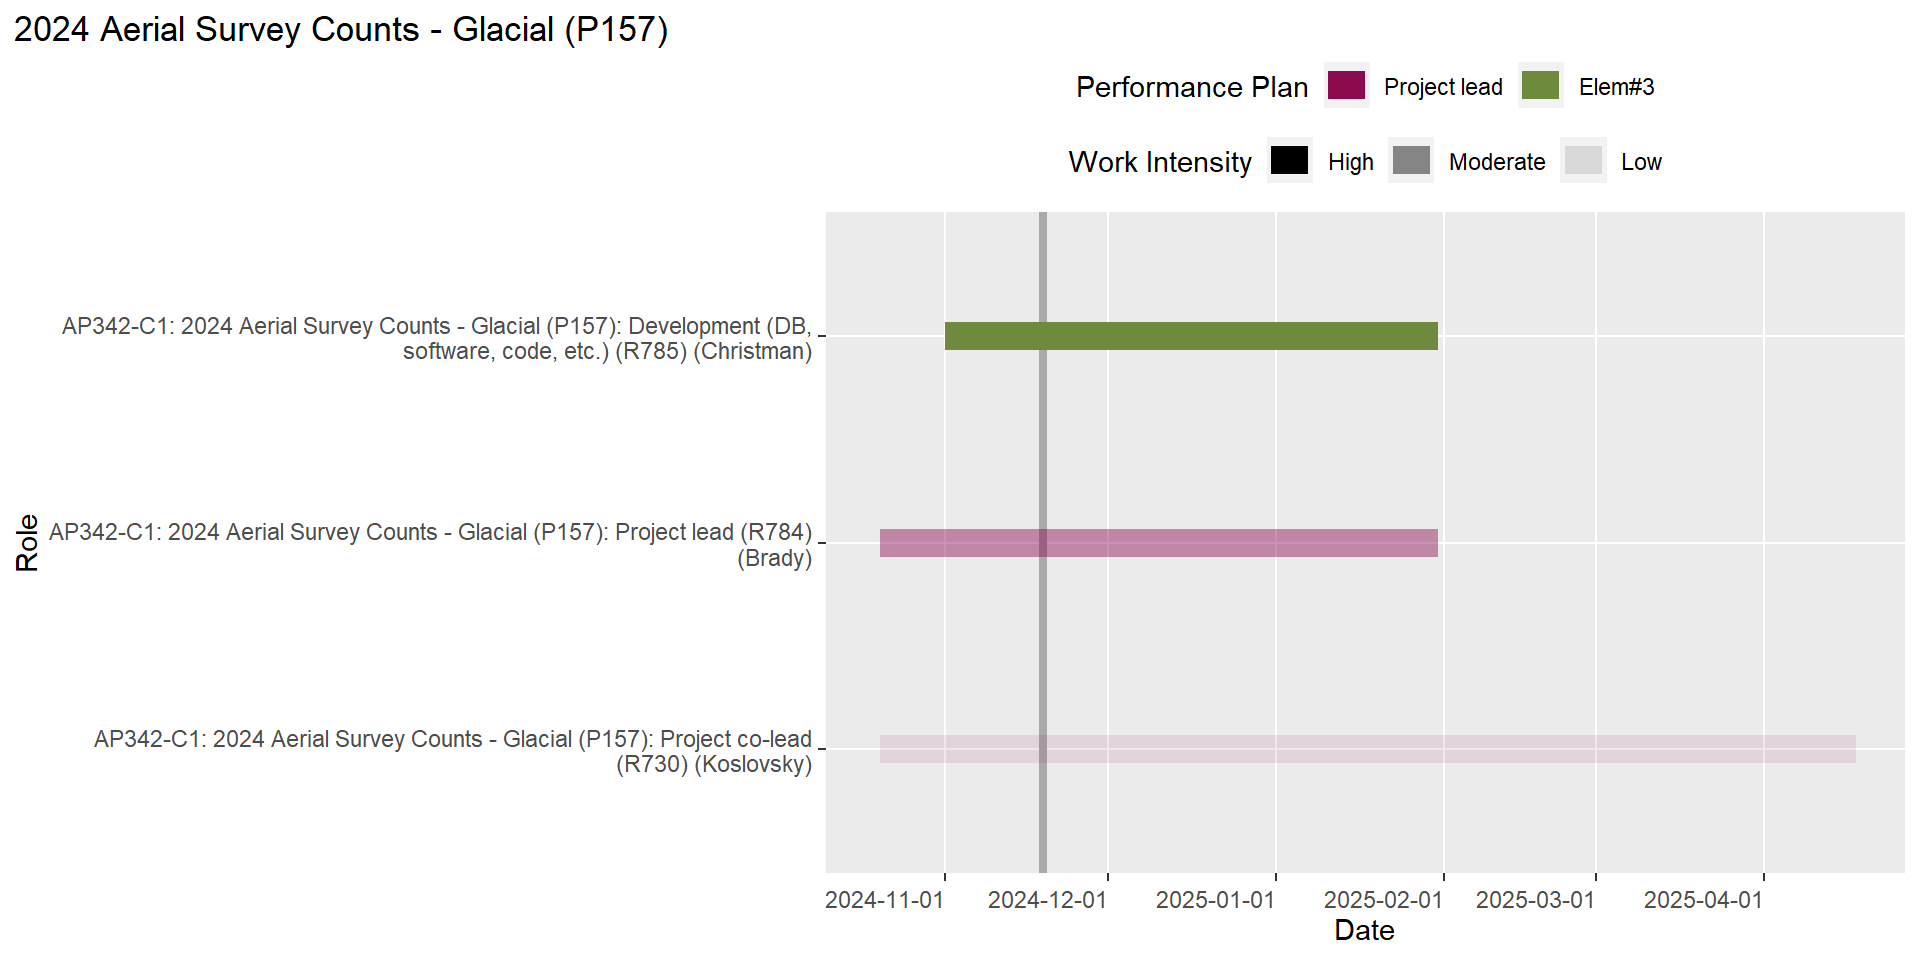 2024 Aerial Survey Counts - Glacial (P157)
Performance Plan Project lead Elem#3
Work Intensity High Moderate Low
AP342-C1: 2024 Aerial Survey Counts - Glacial (P157): Development (DB,
software, code, etc.) (R785) (Christman)
Role
AP342-C1: 2024 Aerial Survey Counts - Glacial (P157): Project lead (R784)
(Brady)
AP342-C1: 2024 Aerial Survey Counts - Glacial (P157): Project co-lead
(R730) (Koslovsky)
2024-11-01 2024-12-01 2025-01-01 2025-02-01 2025-03-01 2025-04-01
Date